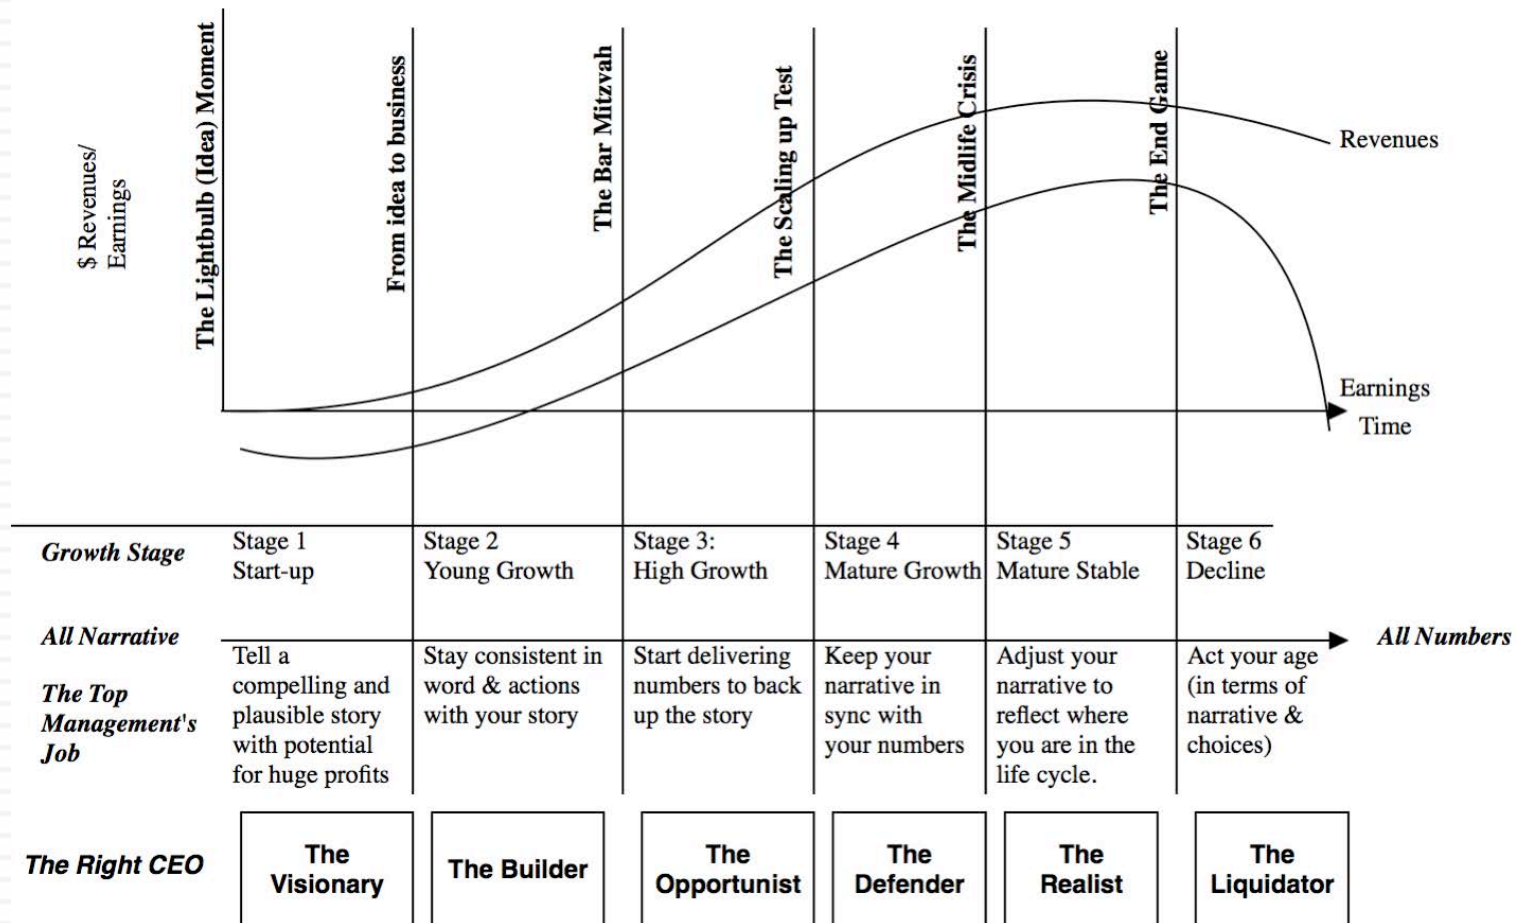 $ Revenues/
Earnings
The Lightbulb (Idea) Moment
From idea to business
The Bar Mitzvah
The Scaling up Test
The Midlife Crisis
The End Game
Revenues
Earnings
Time
Growth Stage
Stage 1
Start-up
Stage 2
Young Growth
Stage 3:
High Growth
Stage 4
Mature Growth
Stage 5
Mature Stable
Stage 6
Decline
All Narrative
All Numbers
The Top
Management's
Job
Tell a
compelling and
plausible story
with potential
for huge profits
Stay consistent in
word & actions
with your story
Start delivering
numbers to back
up the story
Keep your
narrative in
sync with
your numbers
Adjust your
narrative to
reflect where
you are in the
life cycle.
Act your age
(in terms of
narrative &
choices)
The Right CEO
The
Visionary
The Builder
The
Opportunist
The
Defender
The
Realist
The
Liquidator